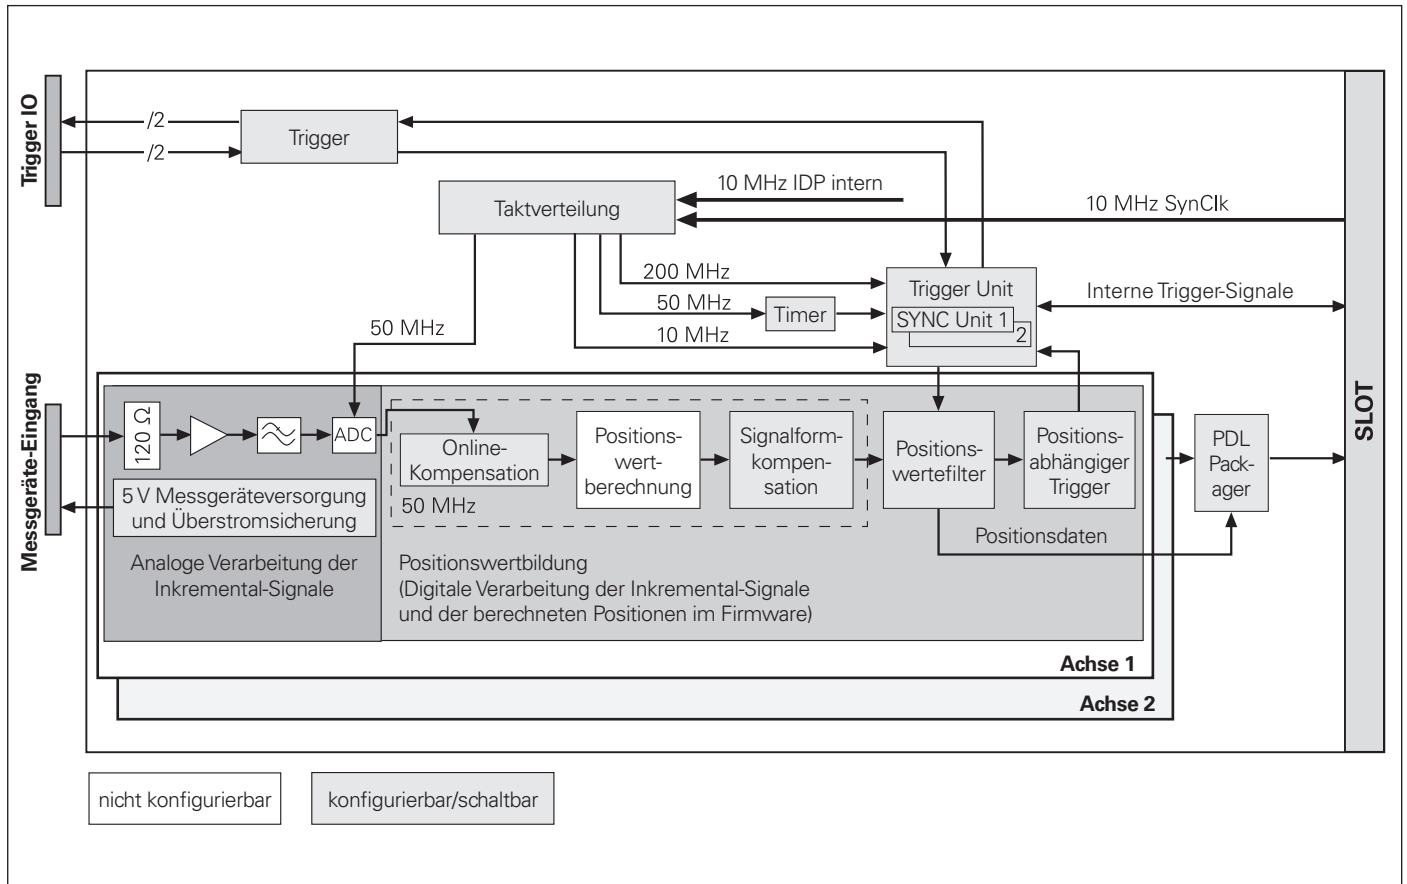 Trigger IO
/2
/2
Trigger
Taktverteilung
10 MHz IDP intern
10 MHz SynClk
200 MHz
50 MHz
Timer
10 MHz
50 MHz
Trigger Unit
SYNC Unit 1
2
Interne Trigger-Signale
SLOT
Messgeräte-Eingang
120 Ω
ADC
Online-
Kompensation
50 MHz
Positions-
wert-
berechnung
Signalform-
kompen-
sation
Positions-
wertefilter
Positions-
abhängiger
Trigger
PDL
Pack-
ager
5 V Messgeräteversorgung
und Überstromsicherung
Positionsdaten
Analoge Verarbeitung der
Inkremental-Signale
Positionswertbildung
(Digitale Verarbeitung der Inkremental-Signale
und der berechneten Positionen im Firmware)
Achse 1
Achse 2
nicht konfigurierbar
konfigurierbar/schaltbar